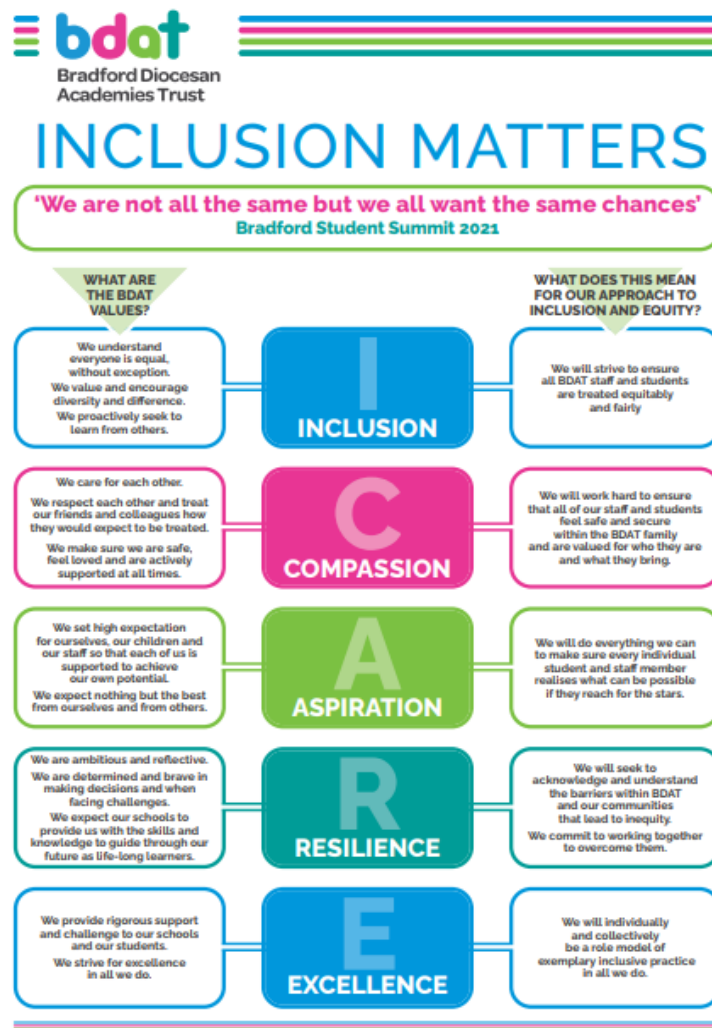 bdat
Bradford Diocesan
Academies Trust
INCLUSION MATTERS
‘We are not all the same but we all want the same chances’
Bradford Student Summit 2021
WHAT ARE
THE BDAT
VALUES?
WHAT DOES THIS MEAN
FOR OUR APPROACH TO
INCLUSION AND EQUITY?
We understand
everyone is equal,
without exception.
We value and encourage
diversity and difference.
We proactively seek to
learn from others.
I
INCLUSION
We will strive to ensure
all BDAT staff and students
are treated equitably
and fairly
We care for each other.
We respect each other and treat
our friends and colleagues how
they would expect to be treated.
We make sure we are safe,
feel loved and are actively
supported at all times.
C
COMPASSION
We will work hard to ensure
that all of our staff and students
feel safe and secure
within the BDAT family
and are valued for who they are
and what they bring.
We set high expectation
for ourselves, our children and
our staff so that each of us is
supported to achieve
our own potential.
We expect nothing but the best
from ourselves and from others.
A
ASPIRATION
We will do everything we can
to make sure every individual
student and staff member
realises what can be possible
if they reach for the stars.
We are ambitious and reflective.
We are determined and brave in
making decisions and when
facing challenges.
We expect our schools to
provide us with the skills and
knowledge to guide through our
future as life-long learners.
R
RESILIENCE
We will seek to
acknowledge and understand
the barriers within BDAT
and our communities
that lead to inequity.
We commit to working together
to overcome them.
We provide rigorous support
and challenge to our schools
and our students.
We strive for excellence
in all we do.
E
EXCELLENCE
We will individually
and collectively
be a role model of
exemplary inclusive practice
in all we do.